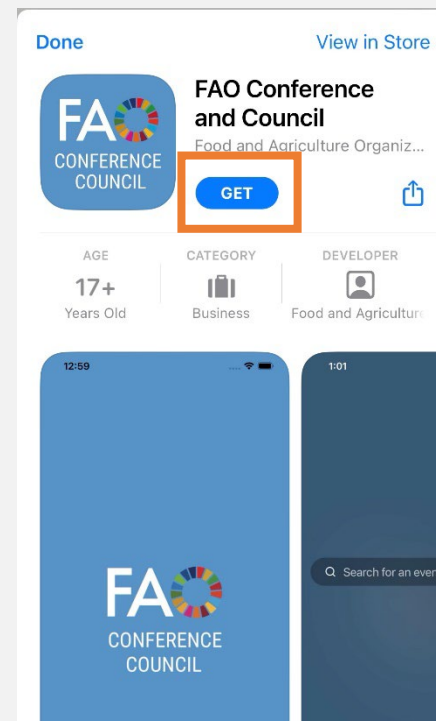 Done
View in Store
FAO
CONFERENCE
COUNCIL
FAO Conference
and Council
Food and Agriculture Organiz...
GET
AGE
17+
Years Old
CATEGORY
Business
DEVELOPER
Food and Agriculture
12:59
1:01
Search for an even
FAO
CONFERENCE
COUNCIL